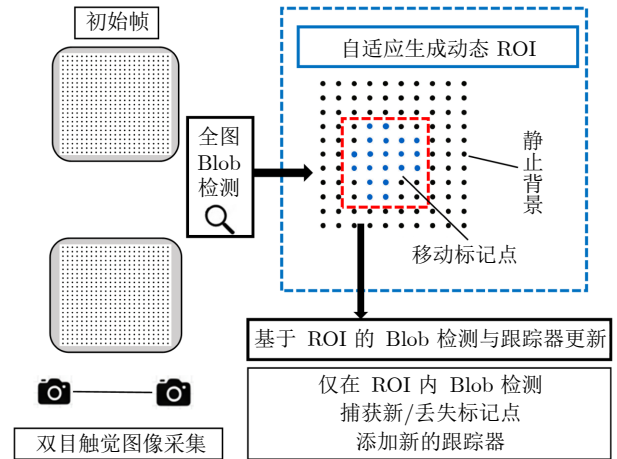 初始帧
全图
Blob
检测
自适应生成动态 ROI
静止背景
移动标记点
基于 ROI 的 Blob 检测与跟踪器更新
仅在 ROI 内 Blob 检测
捕获新/丢失标记点
添加新的跟踪器
双目触觉图像采集